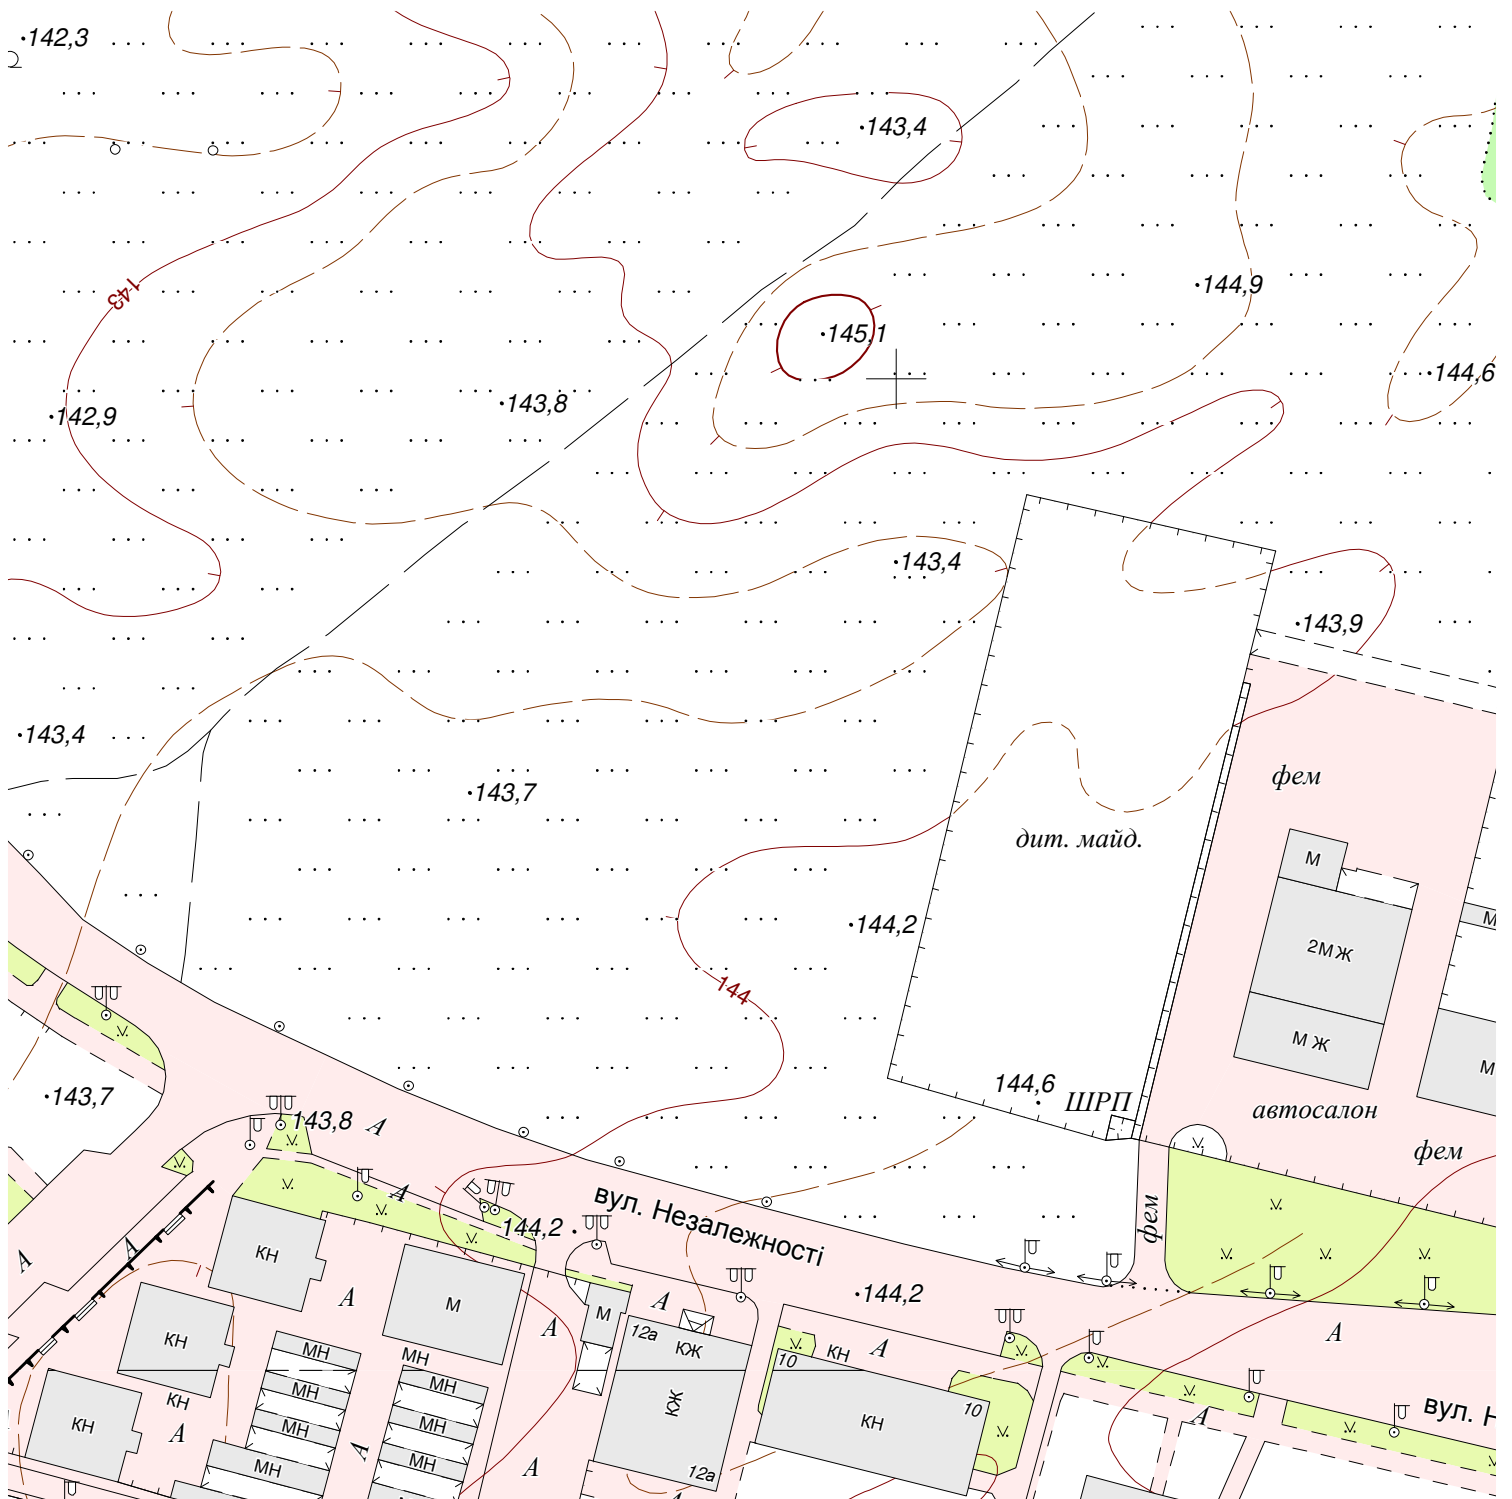 142,3
143,4
143
144,9
145,1
144,6
143,8
142,9
143,4
143,9
143,4
фем
143,7
дит. майд.
М
144,2
2МЖ
144
М Ж
М
144,6
ШРП
143,7
автосалон
143,8
А
фем
А
144,2
вул. Незалежності
фем
А
А
КН
А
М
А
М
А
144,2
А
12а
КЖ
КН
А
10
КН
МН
МН
МН
МН
КН
МН
КЖ
10
КН
вул. Н
А
КН
А
МН
МН
А
МН
МН
А
12а
А